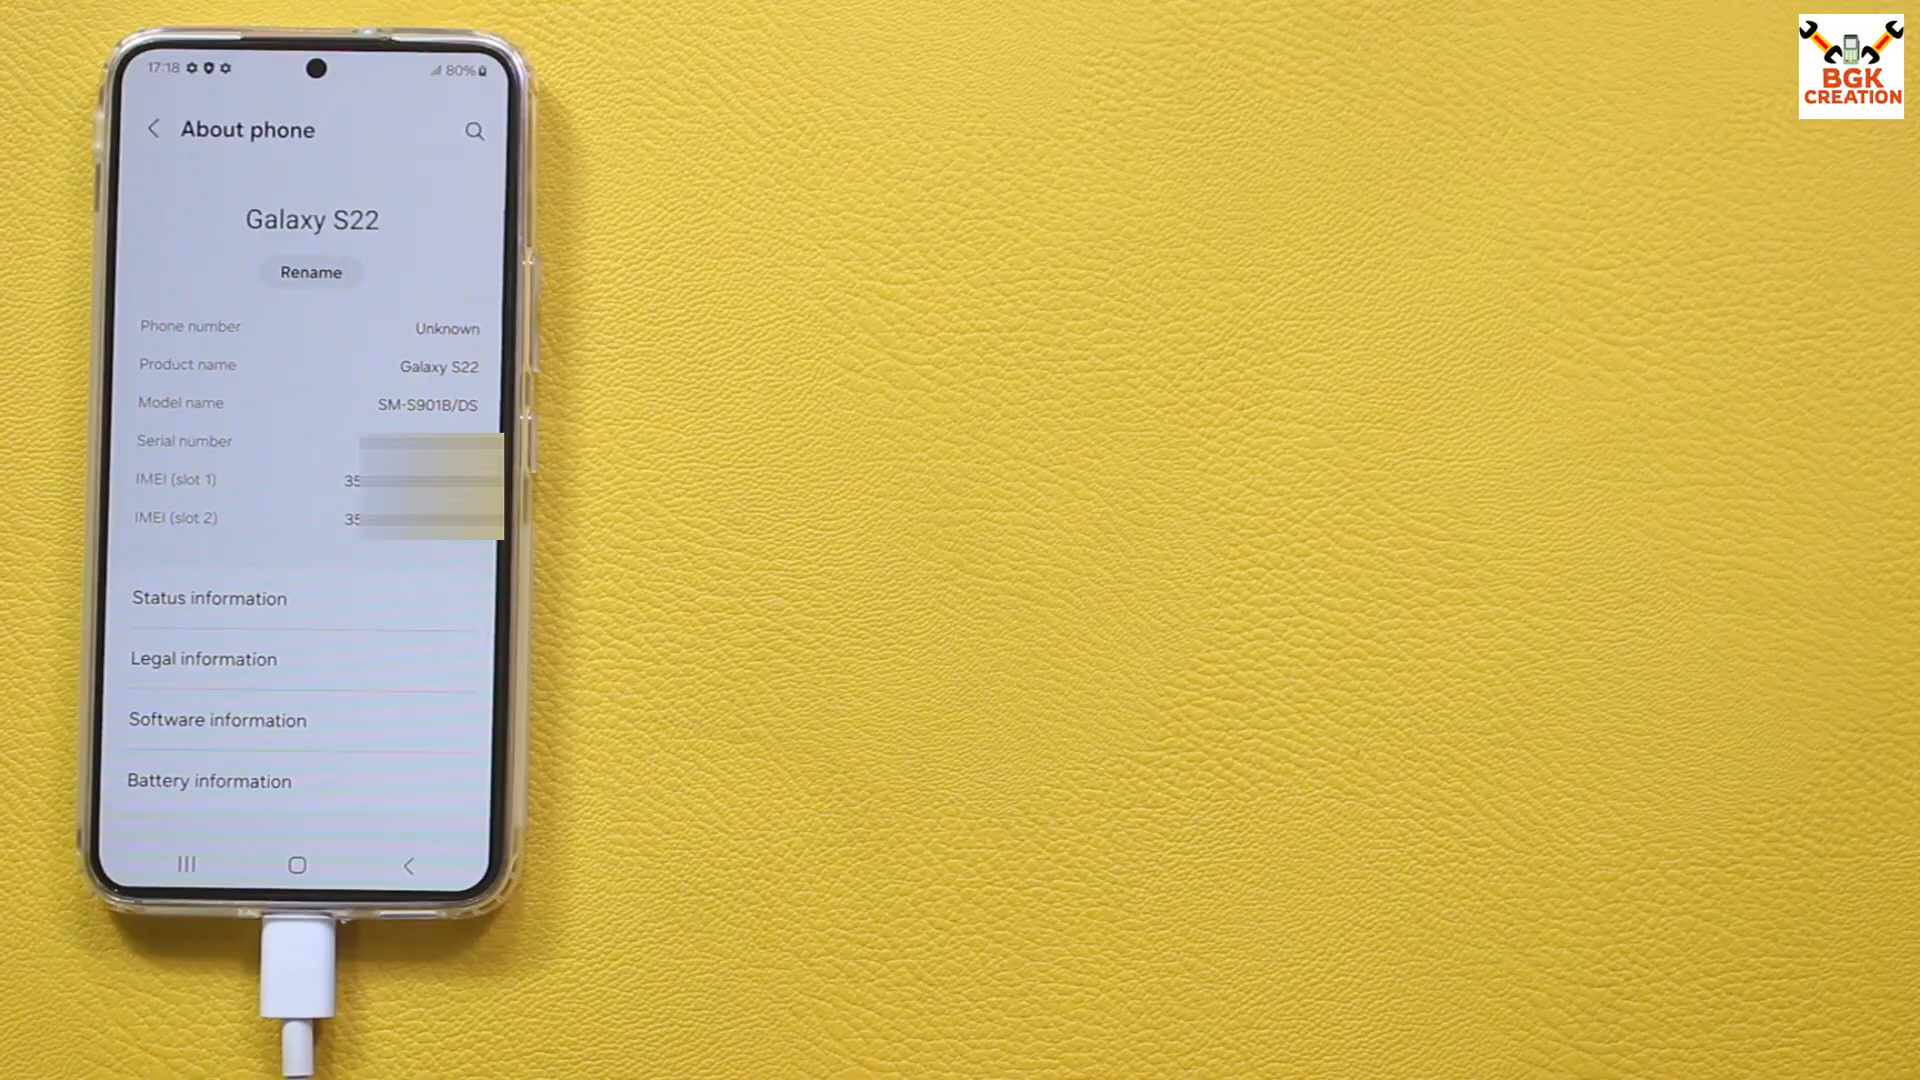 17:18
80%
About phone
Galaxy S22
Rename
Phone number Unknown
Product name Galaxy S22
Model name SM-S901B/DS
Serial number
IMEI (slot 1) 35
IMEI (slot 2) 35
Status information
Legal information
Software information
Battery information
BGK
CREATION